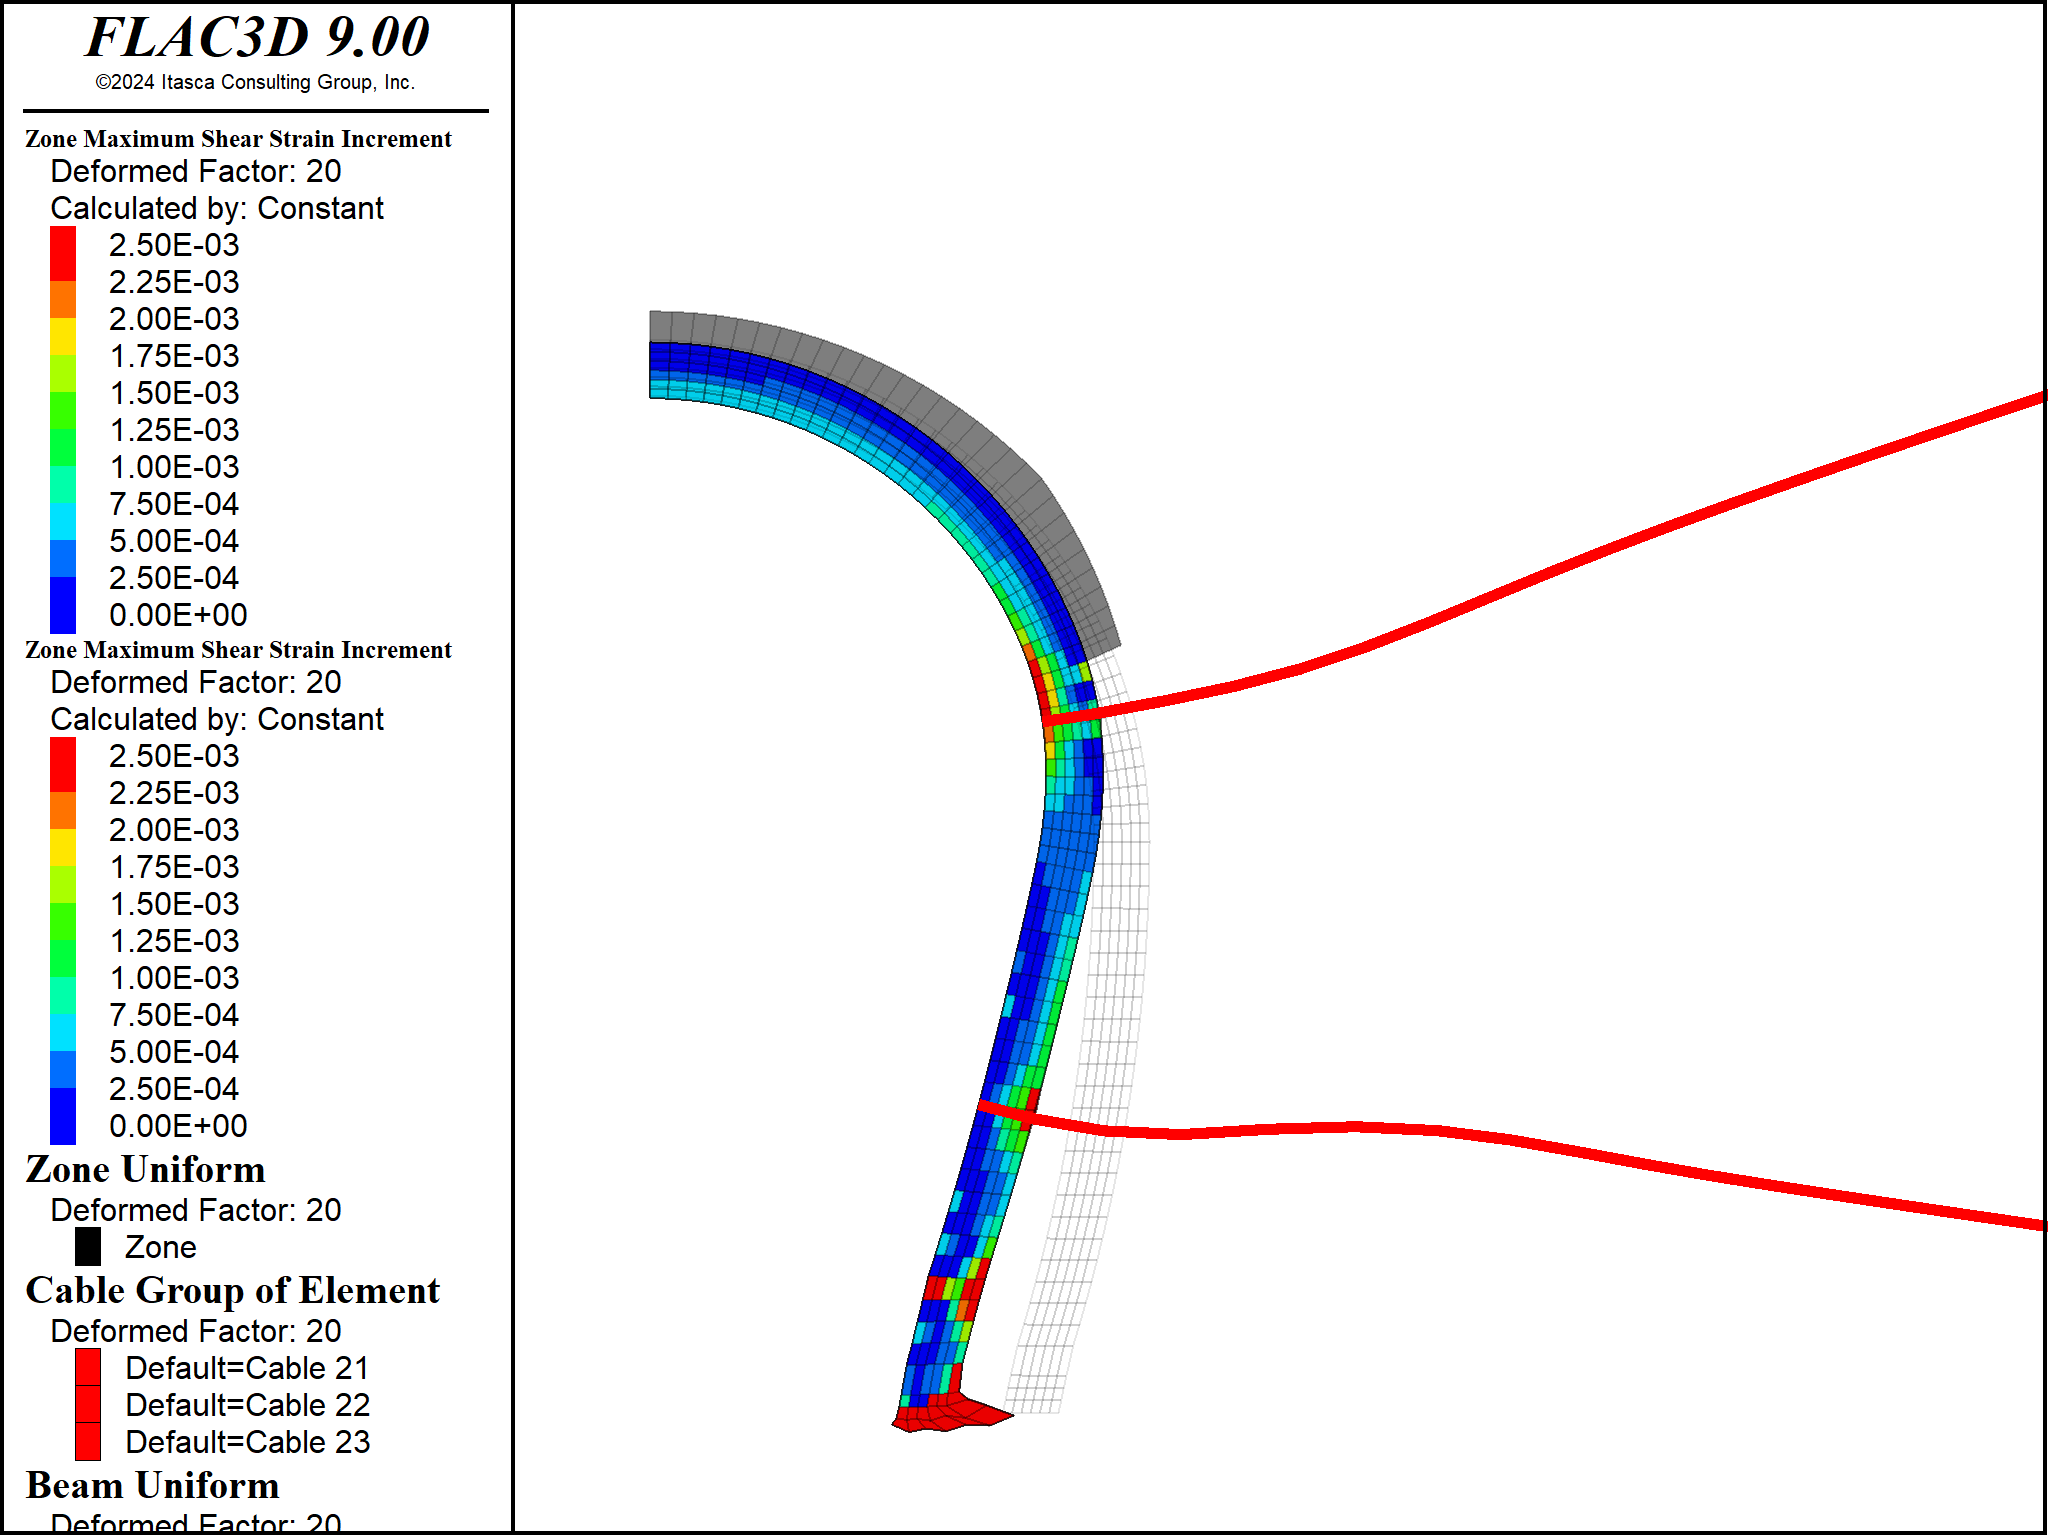 FLAC3D 9.00
©2024 Itasca Consulting Group, Inc.
Zone Maximum Shear Strain Increment
Deformed Factor: 20
Calculated by: Constant
2.50E-03
2.25E-03
2.00E-03
1.75E-03
1.50E-03
1.25E-03
1.00E-03
7.50E-04
5.00E-04
2.50E-04
0.00E+00
Zone Maximum Shear Strain Increment
Deformed Factor: 20
Calculated by: Constant
2.50E-03
2.25E-03
2.00E-03
1.75E-03
1.50E-03
1.25E-03
1.00E-03
7.50E-04
5.00E-04
2.50E-04
0.00E+00
Zone Uniform
Deformed Factor: 20
Zone
Cable Group of Element
Deformed Factor: 20
Default=Cable 21
Default=Cable 22
Default=Cable 23
Beam Uniform
Deformed Factor: 20